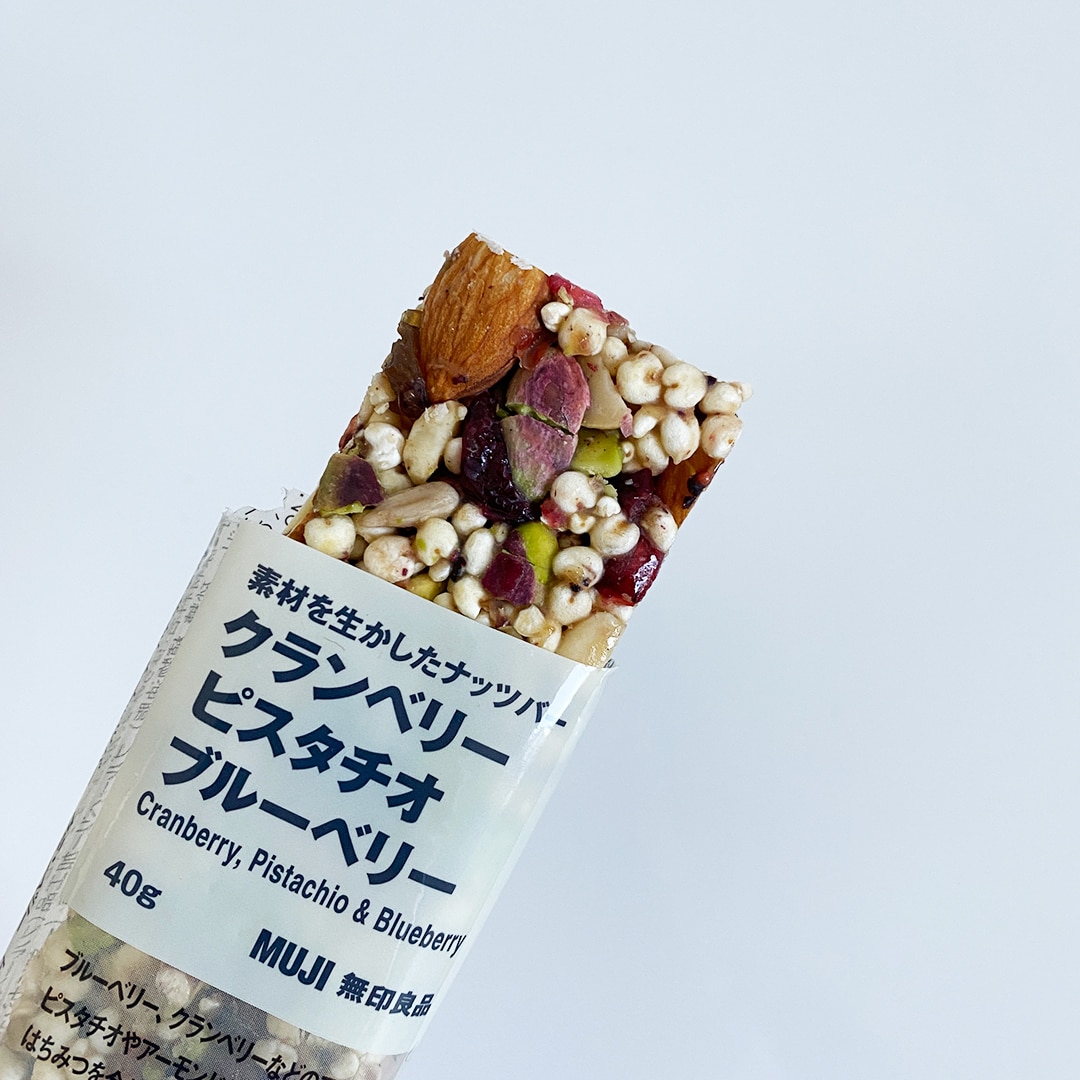 素材を生かしたナッツバー
クランベリー
ピスタチオ
ブルーベリー
Cranberry, Pistachio & Blueberry
40g
MUJI 無印良品
ブルーベリー、クランベリーなどの
ピスタチオやアーモンド
はちみつを